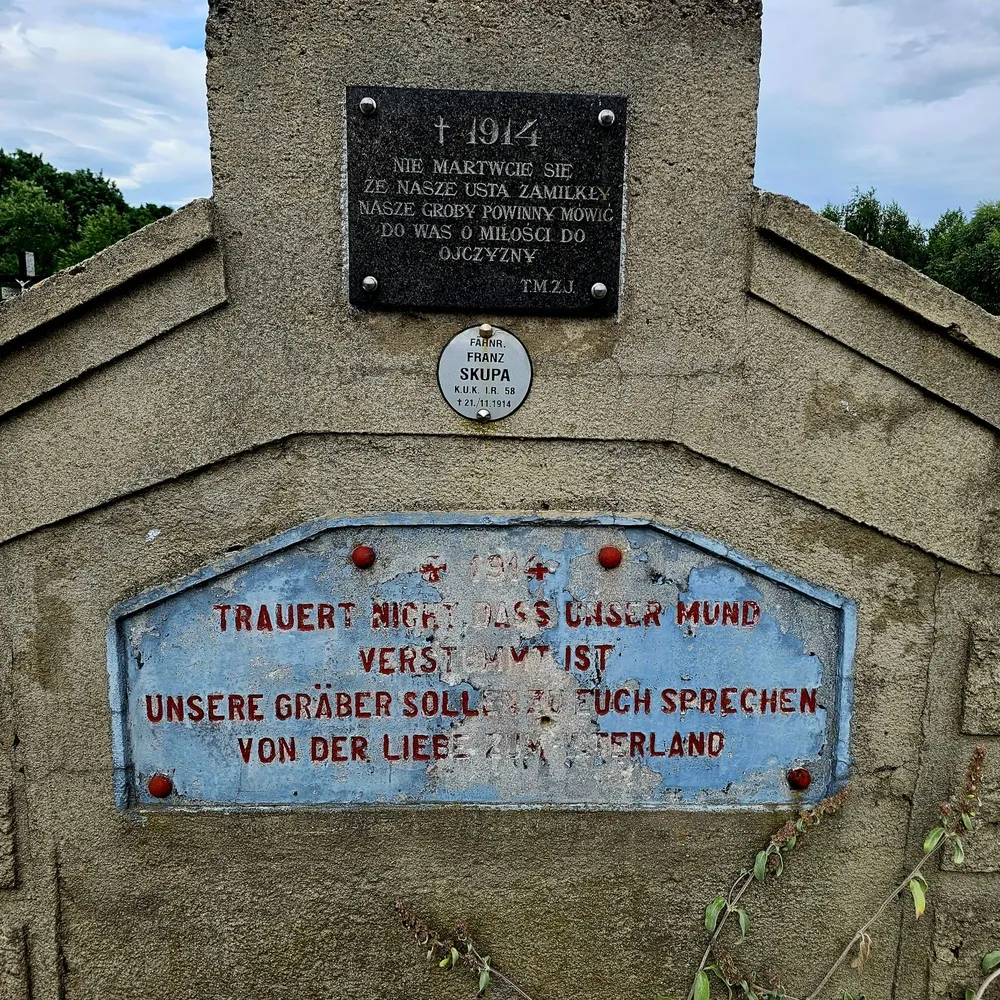 † 1914
NIE MARTWCIE SIĘ
ŻE NASZE USTA ZAMILKŁY
NASZE GROBY POWINNY MÓWIĆ
DO WAS O MIŁOŚCI DO
OJCZYZNY
T.M.Z.J.
FÄHNR.
FRANZ
SKUPA
K.U.K. I.R. 58
† 21./11.1914
1914
TRAUERT NICHT, DASS UNSER MUND
VERSTUMMT IST
UNSERE GRÄBER SOLLEN ZU EUCH SPRECHEN
VON DER LIEBE ZUM VATERLAND